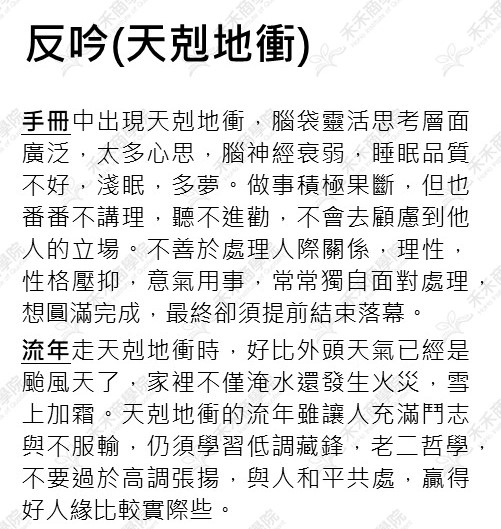 反吟(天剋地衝)
手冊中出現天剋地衝，腦袋靈活思考層面
廣泛，太多心思，腦神經衰弱，睡眠品質
不好，淺眠，多夢。做事積極果斷，但也
番番不講理，聽不進勸，不會去顧慮到他
人的立場。不善於處理人際關係，理性，
性格壓抑，意氣用事，常常獨自面對處理，
想圓滿完成，最終卻須提前結束落幕。
流年走天剋地衝時，好比外頭天氣已經是
颱風天了，家裡不僅淹水還發生火災，雪
上加霜。天剋地衝的流年雖讓人充滿鬥志
與不服輸，仍須學習低調藏鋒，老二哲學，
不要過於高調張揚，與人和平共處，贏得
好人緣比較實際些。